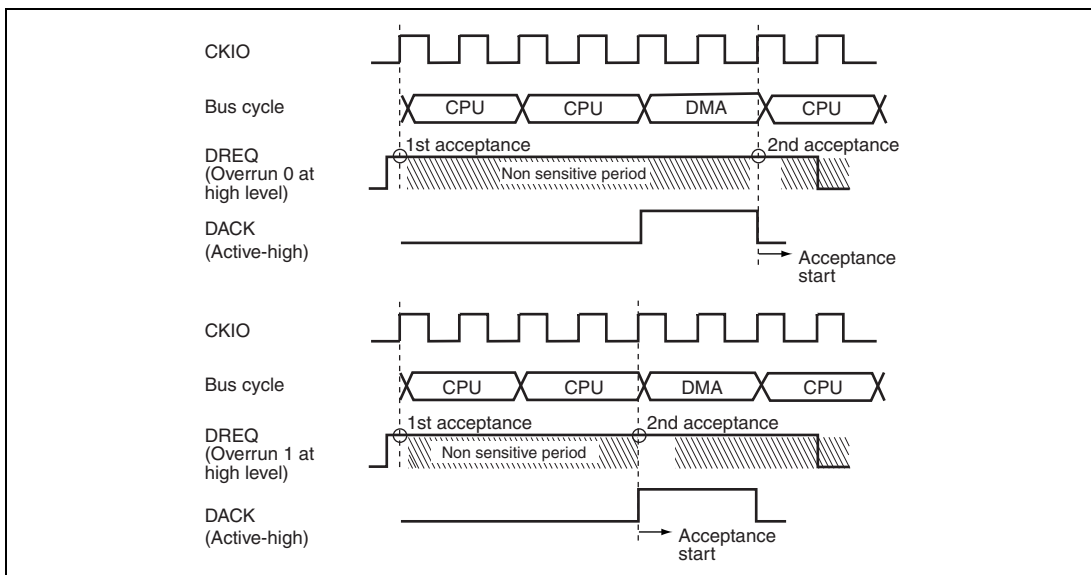 CKIO
Bus cycle
CPU
CPU
DMA
CPU
1st acceptance
2nd acceptance
DREQ
(Overrun 0 at
high level)
Non sensitive period
DACK
(Active-high)
Acceptance
start
CKIO
Bus cycle
CPU
CPU
DMA
CPU
1st acceptance
2nd acceptance
DREQ
(Overrun 1 at
high level)
Non sensitive period
DACK
(Active-high)
Acceptance
start